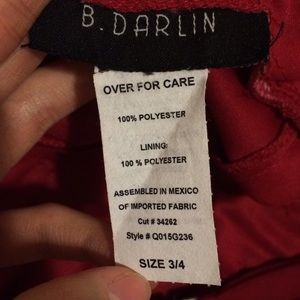 B. DARLIN
OVER FOR CARE
100% POLYESTER
LINING:
100 % POLYESTER
ASSEMBLED IN MEXICO
OF IMPORTED FABRIC
Cut # 34262
Style # Q015G236
SIZE 3/4